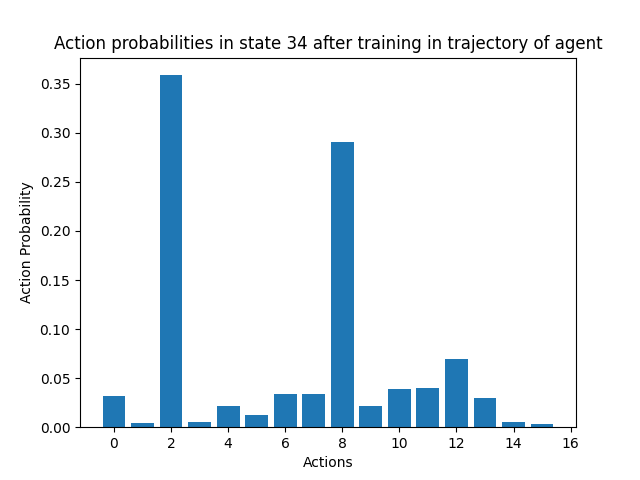 Action probabilities in state 34 after training in trajectory of agent
0.35
0.30
0.25
0.20
0.15
0.10
0.05
0.00
Action Probability
0 2 4 6 8 10 12 14 16
Actions